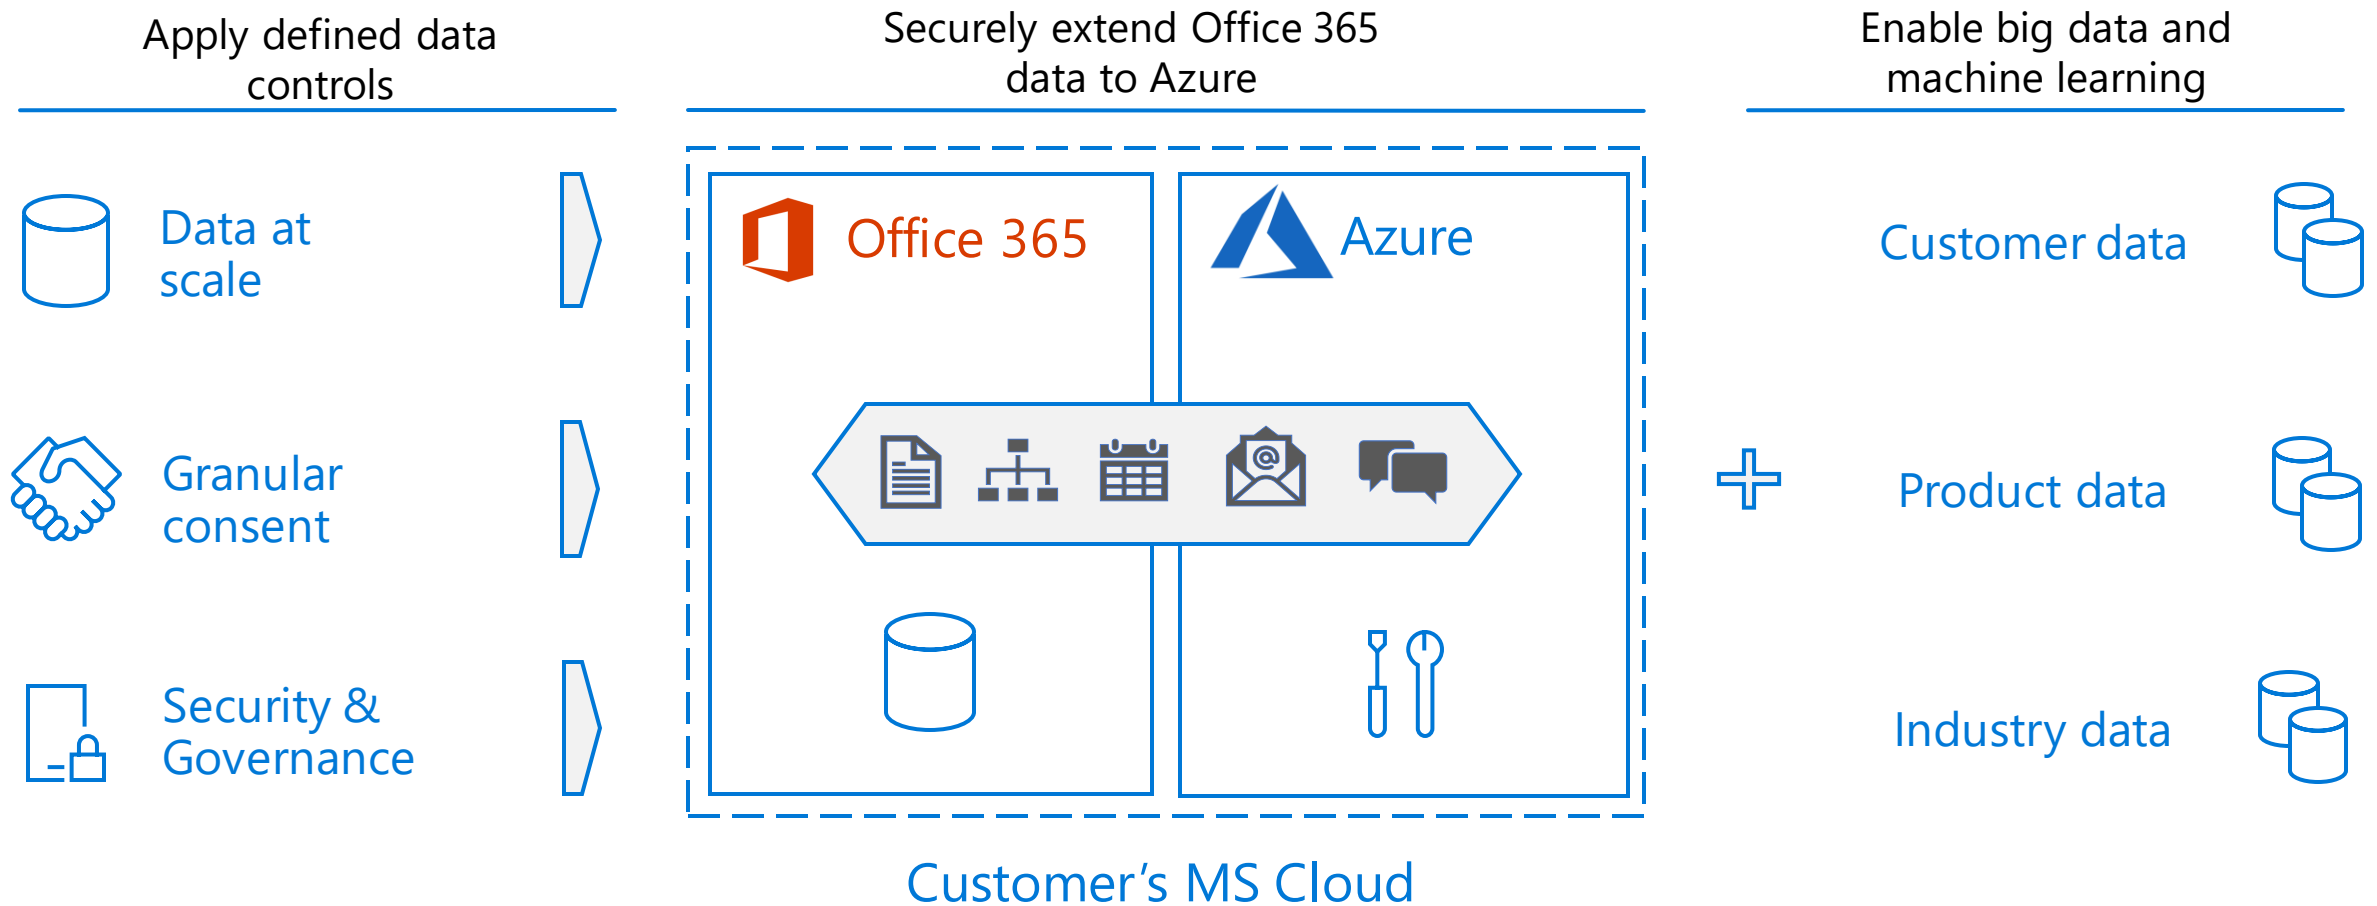 Apply defined data
controls
Securely extend Office 365
data to Azure
Enable big data and
machine learning
Data at
scale
Granular
consent
Security &
Governance
Office 365
Azure
@
Customer data
Product data
Industry data
Customer's MS Cloud